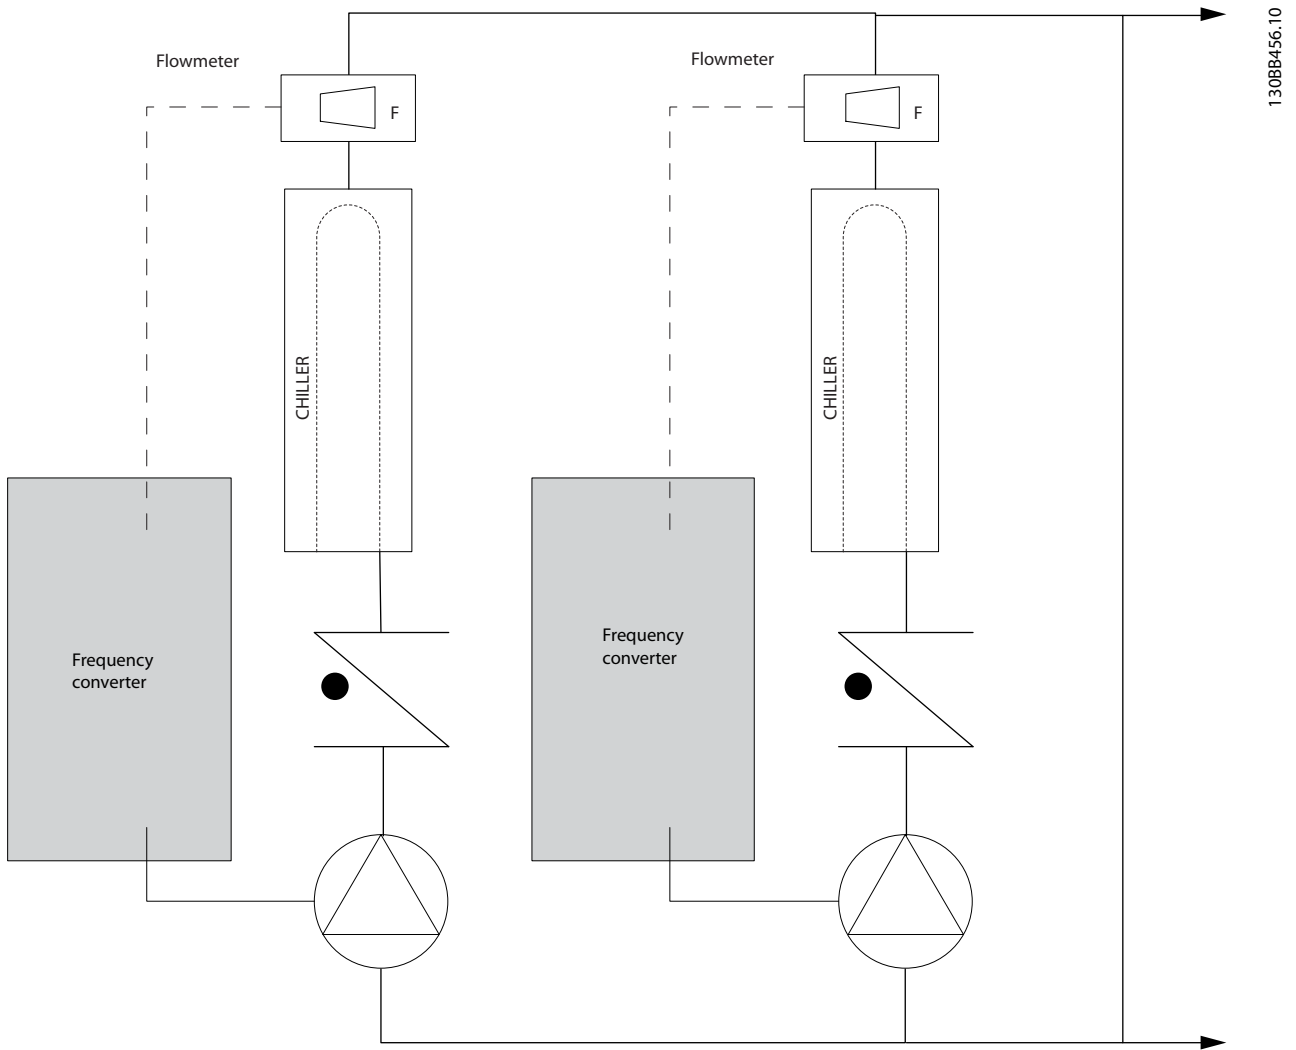 130BB456.10
Flowmeter
Flowmeter
F
F
CHILLER
CHILLER
Frequency
converter
Frequency
converter